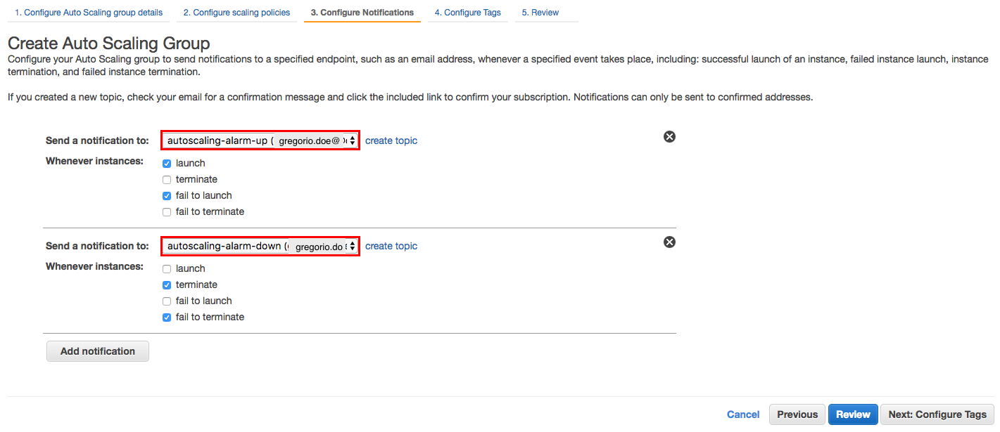 1. Configure Auto Scaling group details 2. Configure scaling policies 3. Configure Notifications 4. Configure Tags 5. Review
Create Auto Scaling Group
Configure your Auto Scaling group to send notifications to a specified endpoint, such as an email address, whenever a specified event takes place, including: successful launch of an instance, failed instance launch, instance
termination, and failed instance termination.
If you created a new topic, check your email for a confirmation message and click the included link to confirm your subscription. Notifications can only be sent to confirmed addresses.
Send a notification to: autoscaling-alarm-up ( gregorio.doe@ create topic
Whenever instances: launch
terminate
fail to launch
fail to terminate
Send a notification to: autoscaling-alarm-down ( gregorio.do create topic
Whenever instances: launch
terminate
fail to launch
fail to terminate
Add notification
Cancel Previous Review Next: Configure Tags